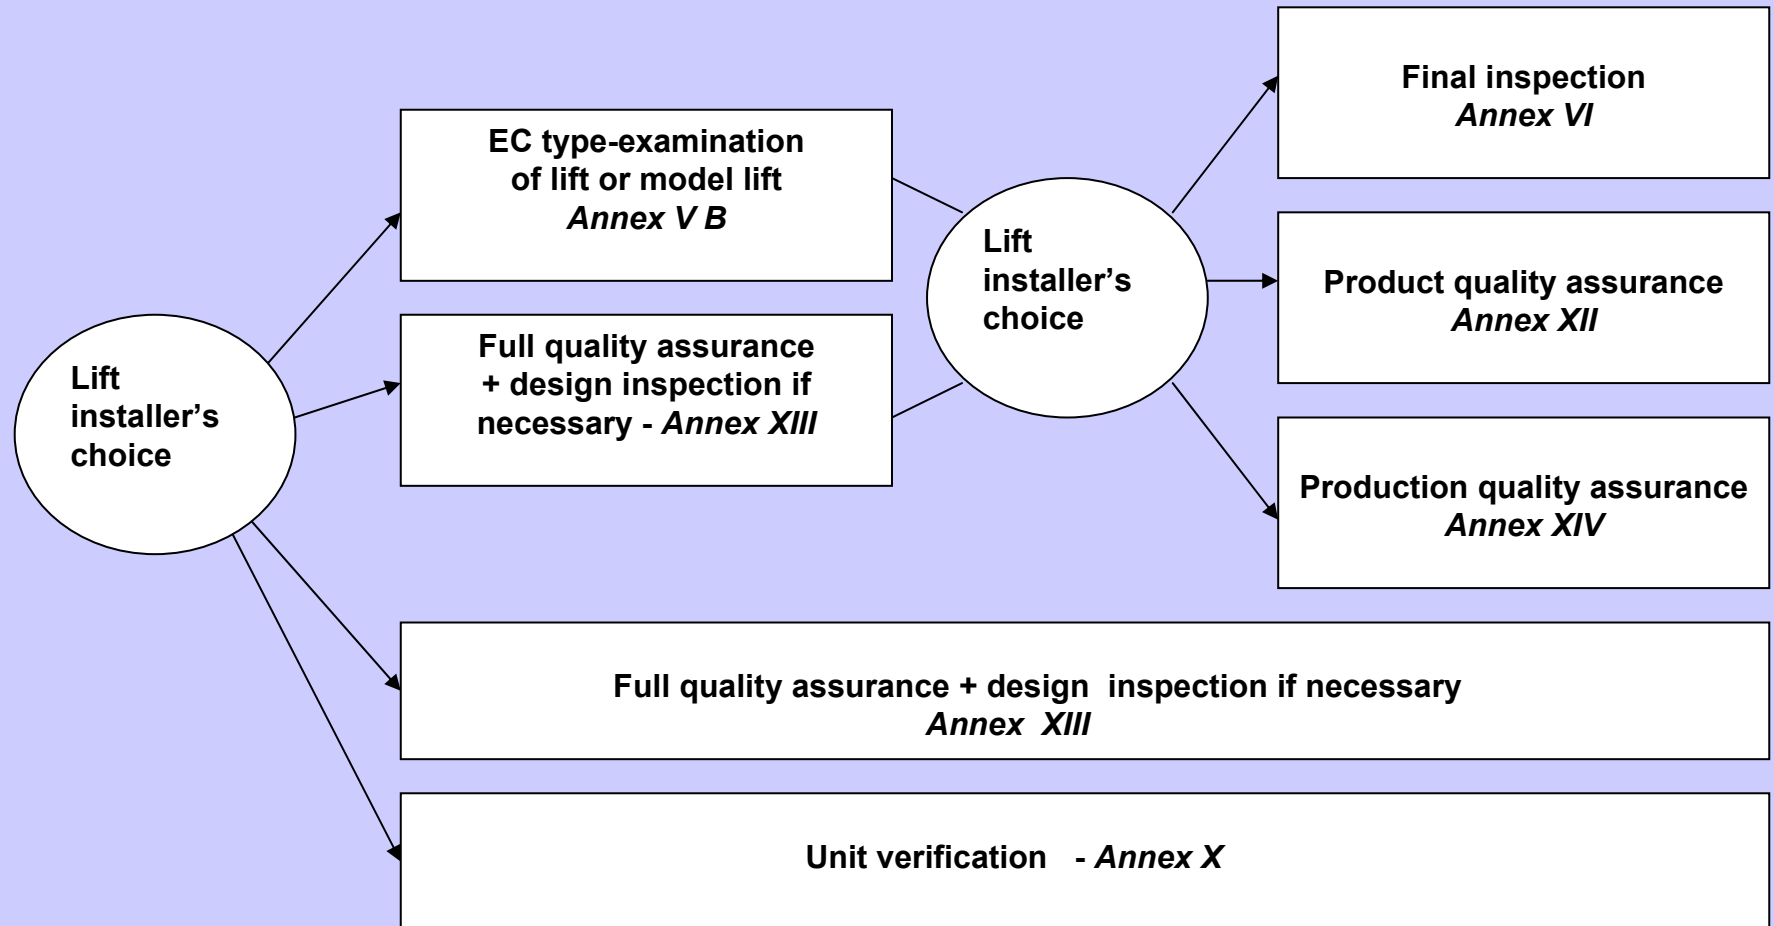 Lift
installer’s
choice
EC type-examination
of lift or model lift
Annex V B
Full quality assurance
+ design inspection if
necessary - Annex XIII
Lift
installer’s
choice
Final inspection
Annex VI
Product quality assurance
Annex XII
Production quality assurance
Annex XIV
Full quality assurance + design inspection if necessary
Annex XIII
Unit verification - Annex X